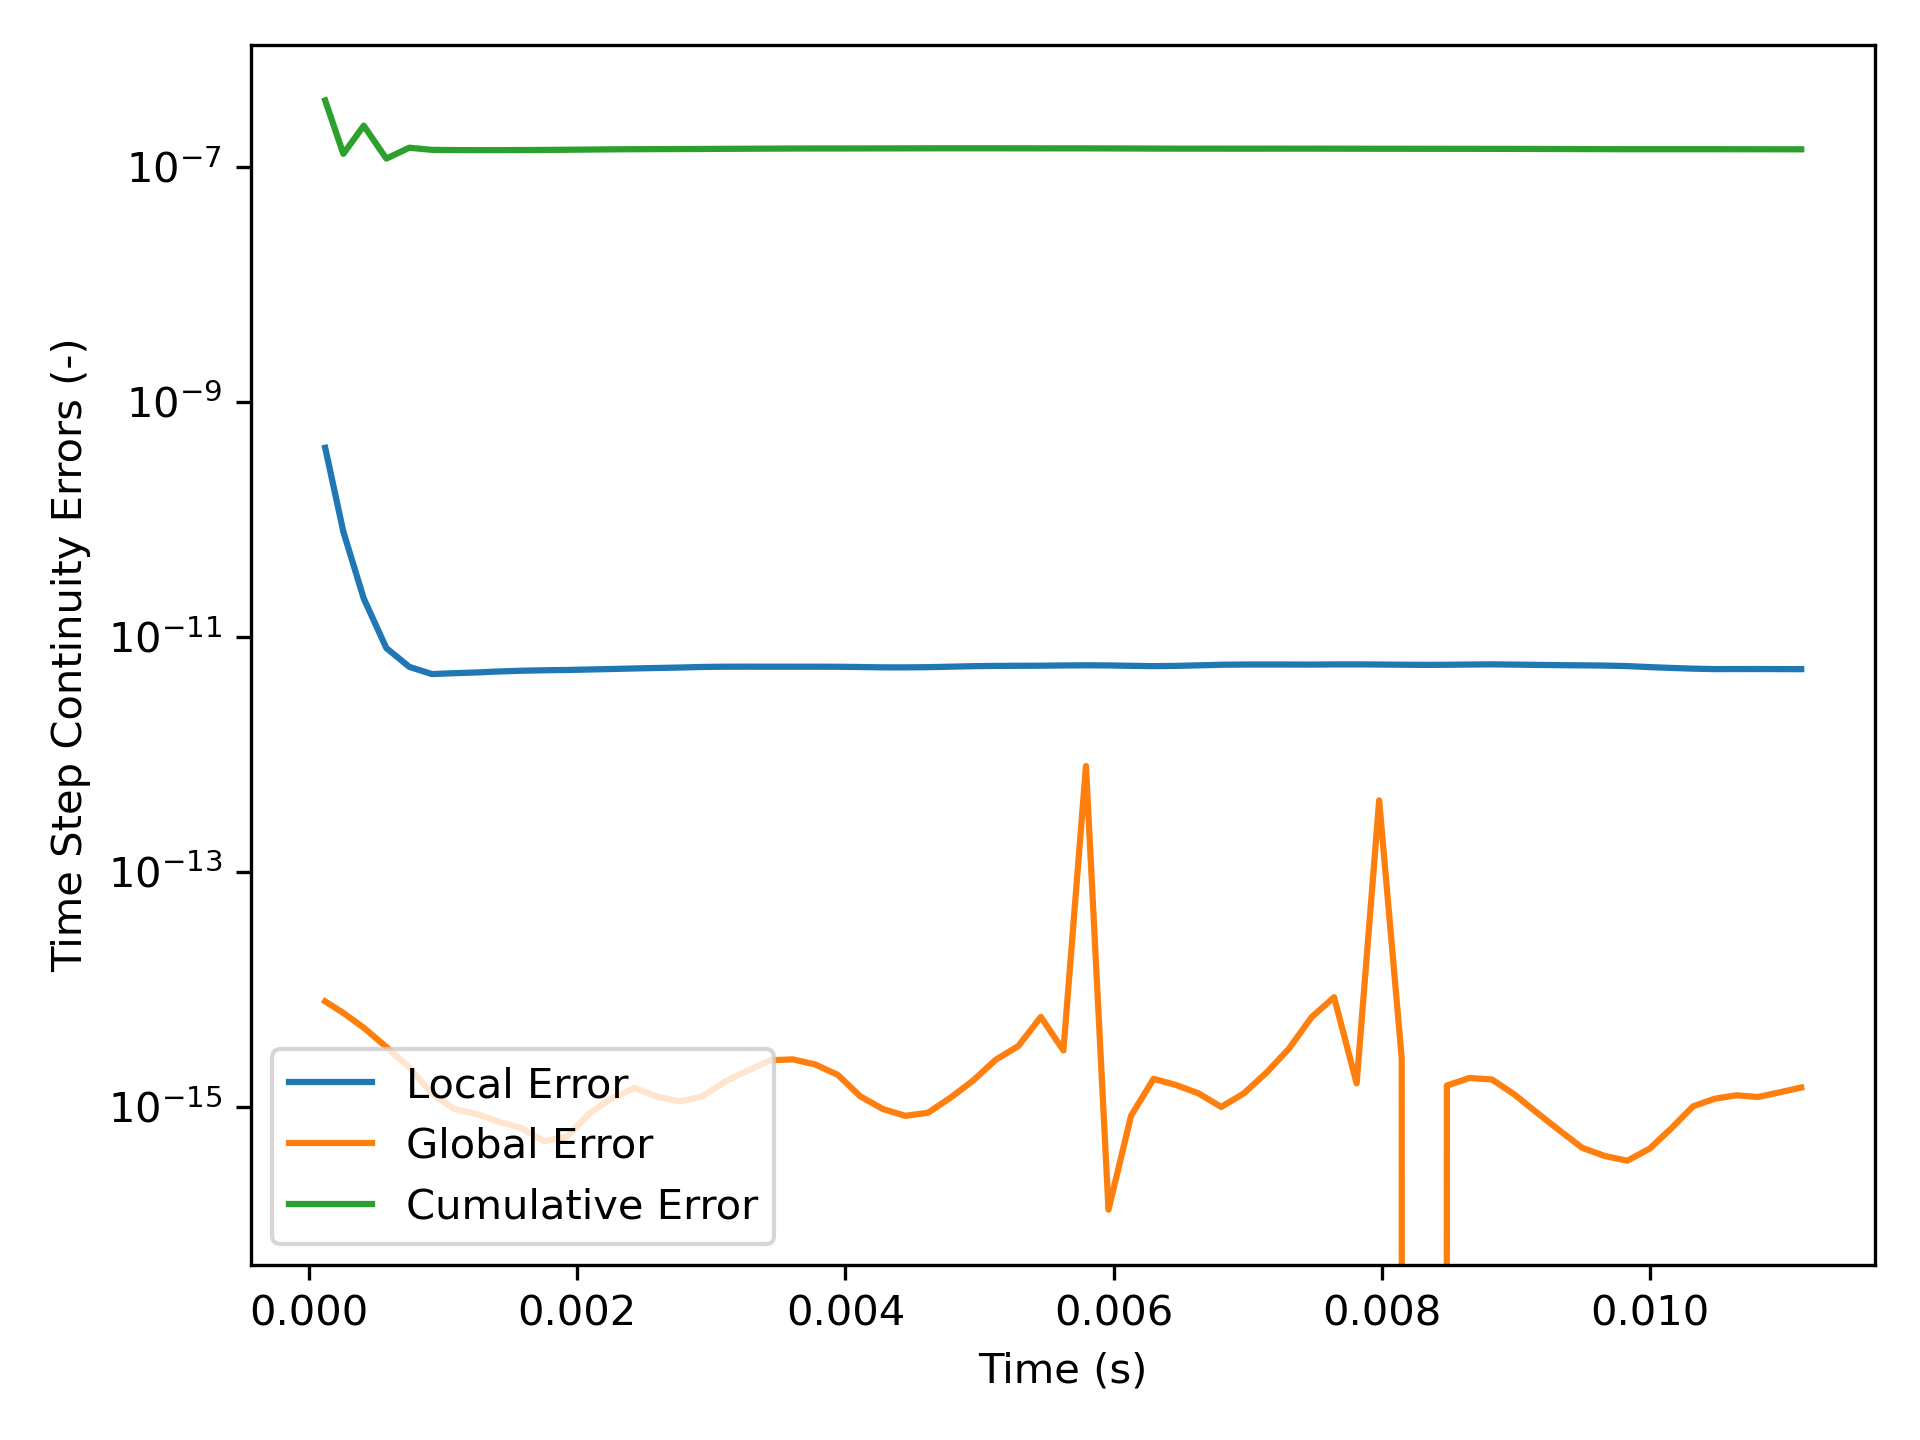 Time Step Continuity Errors (-)
10⁻⁷
10⁻⁹
10⁻¹¹
10⁻¹³
10⁻¹⁵
Local Error
Global Error
Cumulative Error
0.000 0.002 0.004 0.006 0.008 0.010
Time (s)